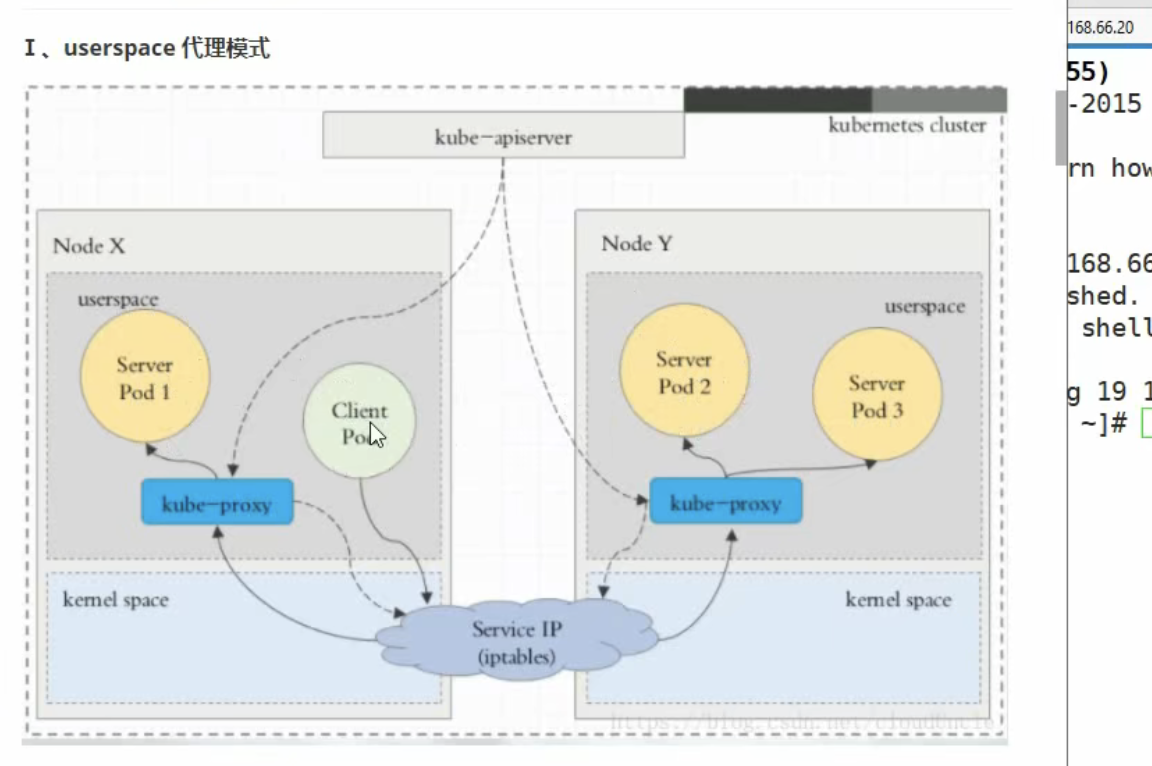 I 、userspace 代理模式
kube-apiserver
kubernetes cluster
Node X
userspace
Server
Pod 1
Client
kube-proxy
kernel space
Node Y
userspace
Server
Pod 2
Server
Pod 3
kube-proxy
kernel space
Service IP
(iptables)
https://blog.csdn.net/cloudUncle
168.66.20
55)
-2015
rn how
168.66
shed.
shell
g 19 1
~]#